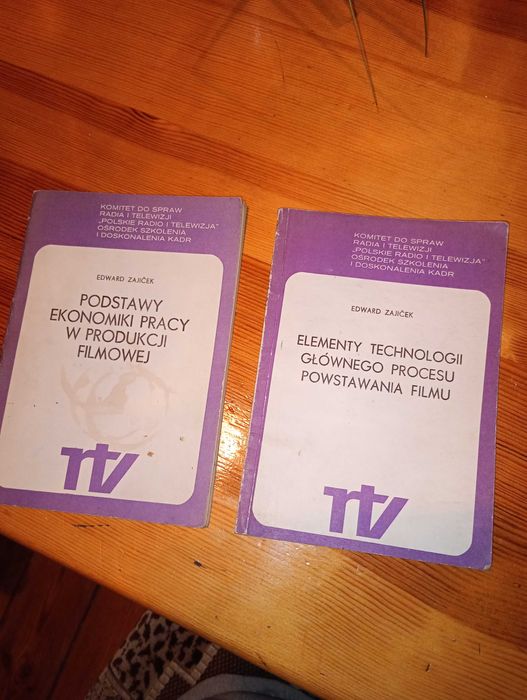 KOMITET DO SPRAW
RADIA I TELEWIZJI
„POLSKIE RADIO I TELEWIZJA"
OŚRODEK SZKOLENIA
I DOSKONALENIA KADR
EDWARD ZAJIČEK
PODSTAWY
EKONOMIKI PRACY
W PRODUKCJI
FILMOWEJ
rtv
KOMITET DO SPRAW
RADIA I TELEWIZJI
„POLSKIE RADIO I TELEWIZJA"
OŚRODEK SZKOLENIA
I DOSKONALENIA KADR
EDWARD ZAJIČEK
ELEMENTY TECHNOLOGII
GŁÓWNEGO PROCESU
POWSTAWANIA FILMU
rtv